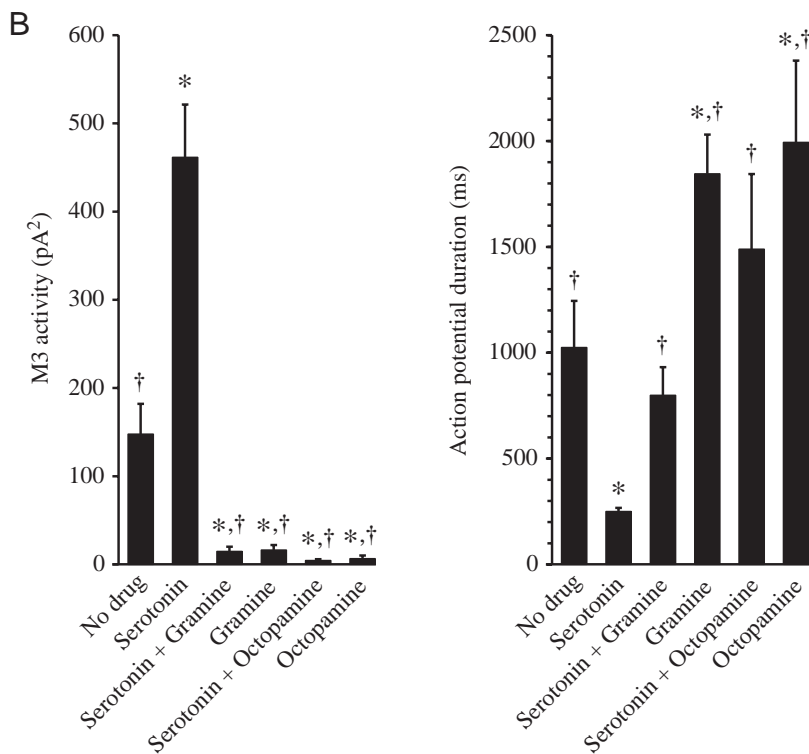 B
M3 activity (pA²)
600
500
400
300
200
100
0
†
*
*,†
*,†
*,†
*,†
No drug
Serotonin
Serotonin + Gramine
Gramine
Serotonin + Octopamine
Octopamine
Action potential duration (ms)
2500
2000
1500
1000
500
0
†
*
†
*,†
†
*,†
No drug
Serotonin
Serotonin + Gramine
Gramine
Serotonin + Octopamine
Octopamine